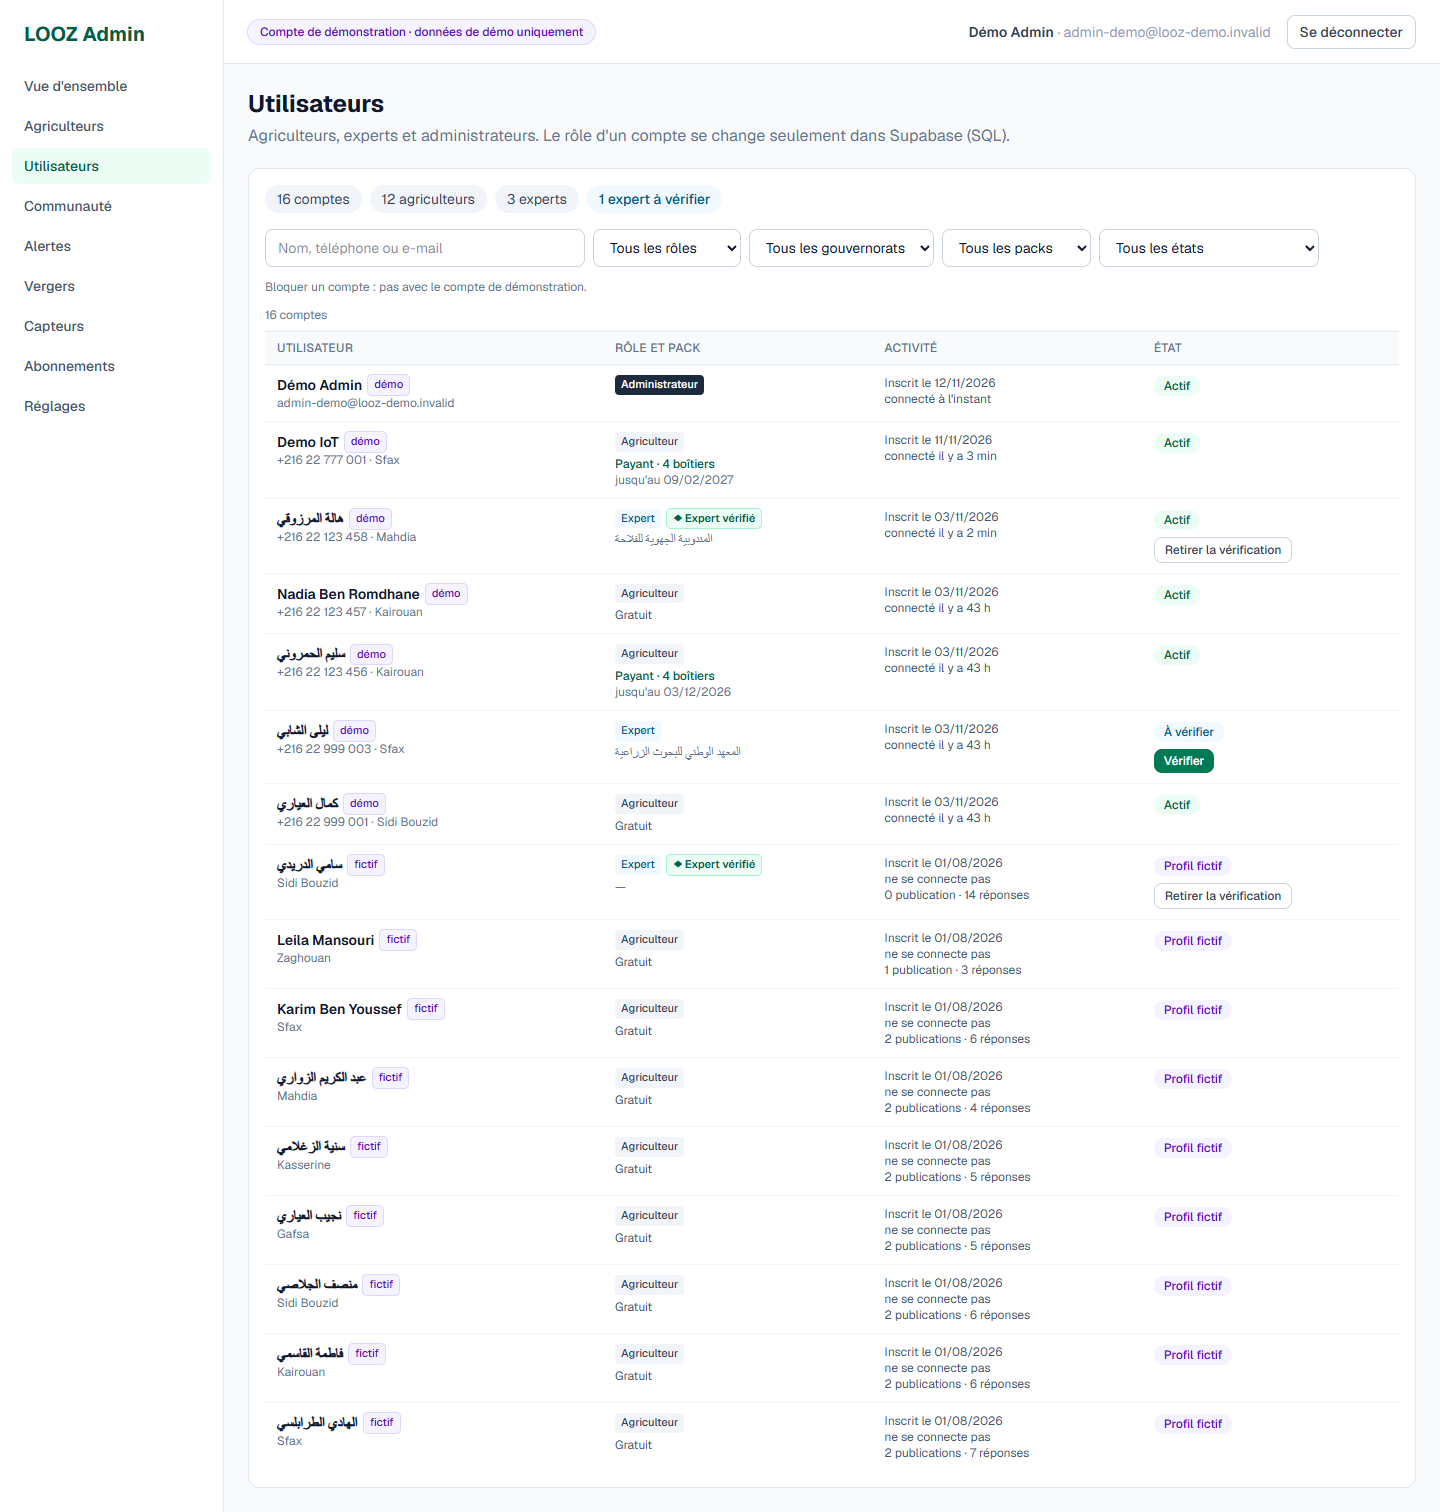 LOOZ Admin
Compte de démonstration · données de démo uniquement
Démo Admin · admin-demo@looz-demo.invalid
Se déconnecter
Vue d'ensemble
Agriculteurs
Utilisateurs
Communauté
Alertes
Vergers
Capteurs
Abonnements
Réglages
Utilisateurs
Agriculteurs, experts et administrateurs. Le rôle d'un compte se change seulement dans Supabase (SQL).
16 comptes
12 agriculteurs
3 experts
1 expert à vérifier
Nom, téléphone ou e-mail
Tous les rôles
Tous les gouvernorats
Tous les packs
Tous les états
Bloquer un compte : pas avec le compte de démonstration.
16 comptes
UTILISATEUR RÔLE ET PACK ACTIVITÉ ÉTAT
Démo Admin démo
admin-demo@looz-demo.invalid
Administrateur
Inscrit le 12/11/2026
connecté à l'instant
Actif
Demo IoT démo
+216 22 777 001 · Sfax
Agriculteur
Payant · 4 boîtiers
jusqu'au 09/02/2027
Inscrit le 11/11/2026
connecté il y a 3 min
Actif
هالة المرزوقي démo
+216 22 123 458 · Mahdia
Expert ◆ Expert vérifié
المندوبية الجهوية للفلاحة
Inscrit le 03/11/2026
connecté il y a 2 min
Actif
Retirer la vérification
Nadia Ben Romdhane démo
+216 22 123 457 · Kairouan
Agriculteur
Gratuit
Inscrit le 03/11/2026
connecté il y a 43 h
Actif
سليم الحمروني démo
+216 22 123 456 · Kairouan
Agriculteur
Payant · 4 boîtiers
jusqu'au 03/12/2026
Inscrit le 03/11/2026
connecté il y a 43 h
Actif
ليلى الشابي démo
+216 22 999 003 · Sfax
Expert
المعهد الوطني للبحوث الزراعية
Inscrit le 03/11/2026
connecté il y a 43 h
À vérifier
Vérifier
كمال العياري démo
+216 22 999 001 · Sidi Bouzid
Agriculteur
Gratuit
Inscrit le 03/11/2026
connecté il y a 43 h
Actif
سامي الدريدي fictif
Sidi Bouzid
Expert ◆ Expert vérifié
—
Inscrit le 01/08/2026
ne se connecte pas
0 publication · 14 réponses
Profil fictif
Retirer la vérification
Leila Mansouri fictif
Zaghouan
Agriculteur
Gratuit
Inscrit le 01/08/2026
ne se connecte pas
1 publication · 3 réponses
Profil fictif
Karim Ben Youssef fictif
Sfax
Agriculteur
Gratuit
Inscrit le 01/08/2026
ne se connecte pas
2 publications · 6 réponses
Profil fictif
عبد الكريم الزواري fictif
Mahdia
Agriculteur
Gratuit
Inscrit le 01/08/2026
ne se connecte pas
2 publications · 4 réponses
Profil fictif
سنية الزغلامي fictif
Kasserine
Agriculteur
Gratuit
Inscrit le 01/08/2026
ne se connecte pas
2 publications · 5 réponses
Profil fictif
نجيب العياري fictif
Gafsa
Agriculteur
Gratuit
Inscrit le 01/08/2026
ne se connecte pas
2 publications · 5 réponses
Profil fictif
منصف الجلاصي fictif
Sidi Bouzid
Agriculteur
Gratuit
Inscrit le 01/08/2026
ne se connecte pas
2 publications · 6 réponses
Profil fictif
فاطمة القاسمي fictif
Kairouan
Agriculteur
Gratuit
Inscrit le 01/08/2026
ne se connecte pas
2 publications · 6 réponses
Profil fictif
الهادي الطرابلسي fictif
Sfax
Agriculteur
Gratuit
Inscrit le 01/08/2026
ne se connecte pas
2 publications · 7 réponses
Profil fictif